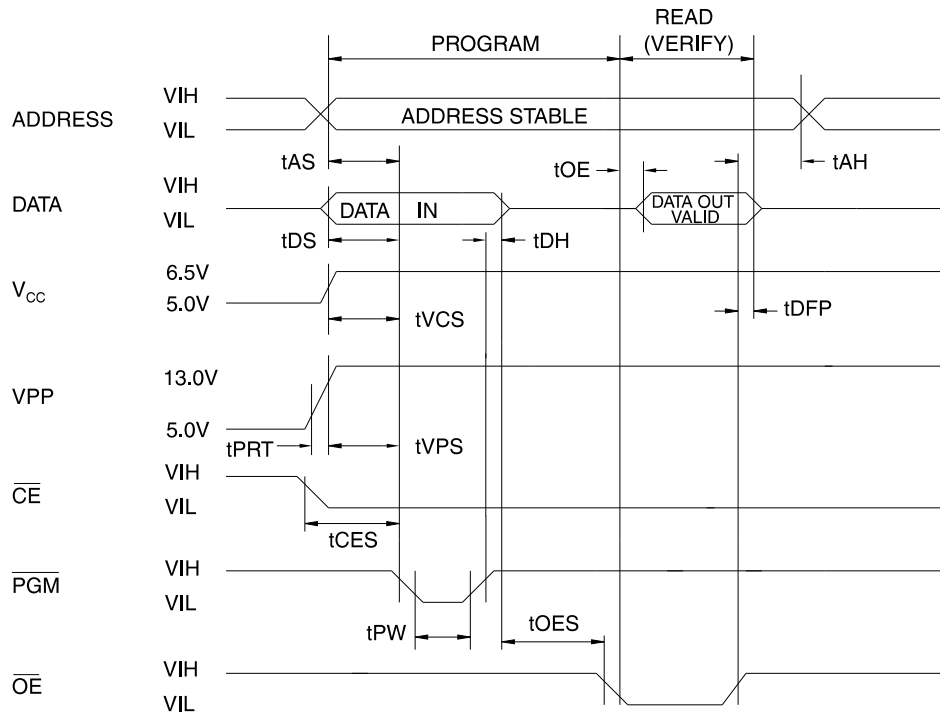 READ
PROGRAM (VERIFY)
ADDRESS VIH
VIL ADDRESS STABLE
tAS tOE tAH
DATA VIH
VIL DATA IN DATA OUT
VALID
tDS tDH
VCC 6.5V
5.0V tVCS tDFP
VPP 13.0V
5.0V
tPRT tVPS
CE VIH
VIL
tCES
PGM VIH
VIL
tPW tOES
OE VIH
VIL